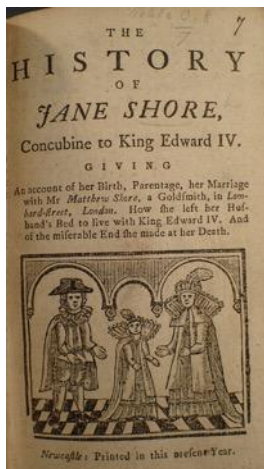 7
THE
HISTORY
OF
JANE SHORE,
Concubine to King Edward IV.
GIVING
An account of her Birth, Parentage, her Marriage
with Mr Matthew Shore, a Goldsmith, in Lom-
bard-street, London. How she left her Huſ-
band's Bed to live with King Edward IV. And
of the miſerable End ſhe made at her Death.
Newcaſtle: Printed in this preſent Year.